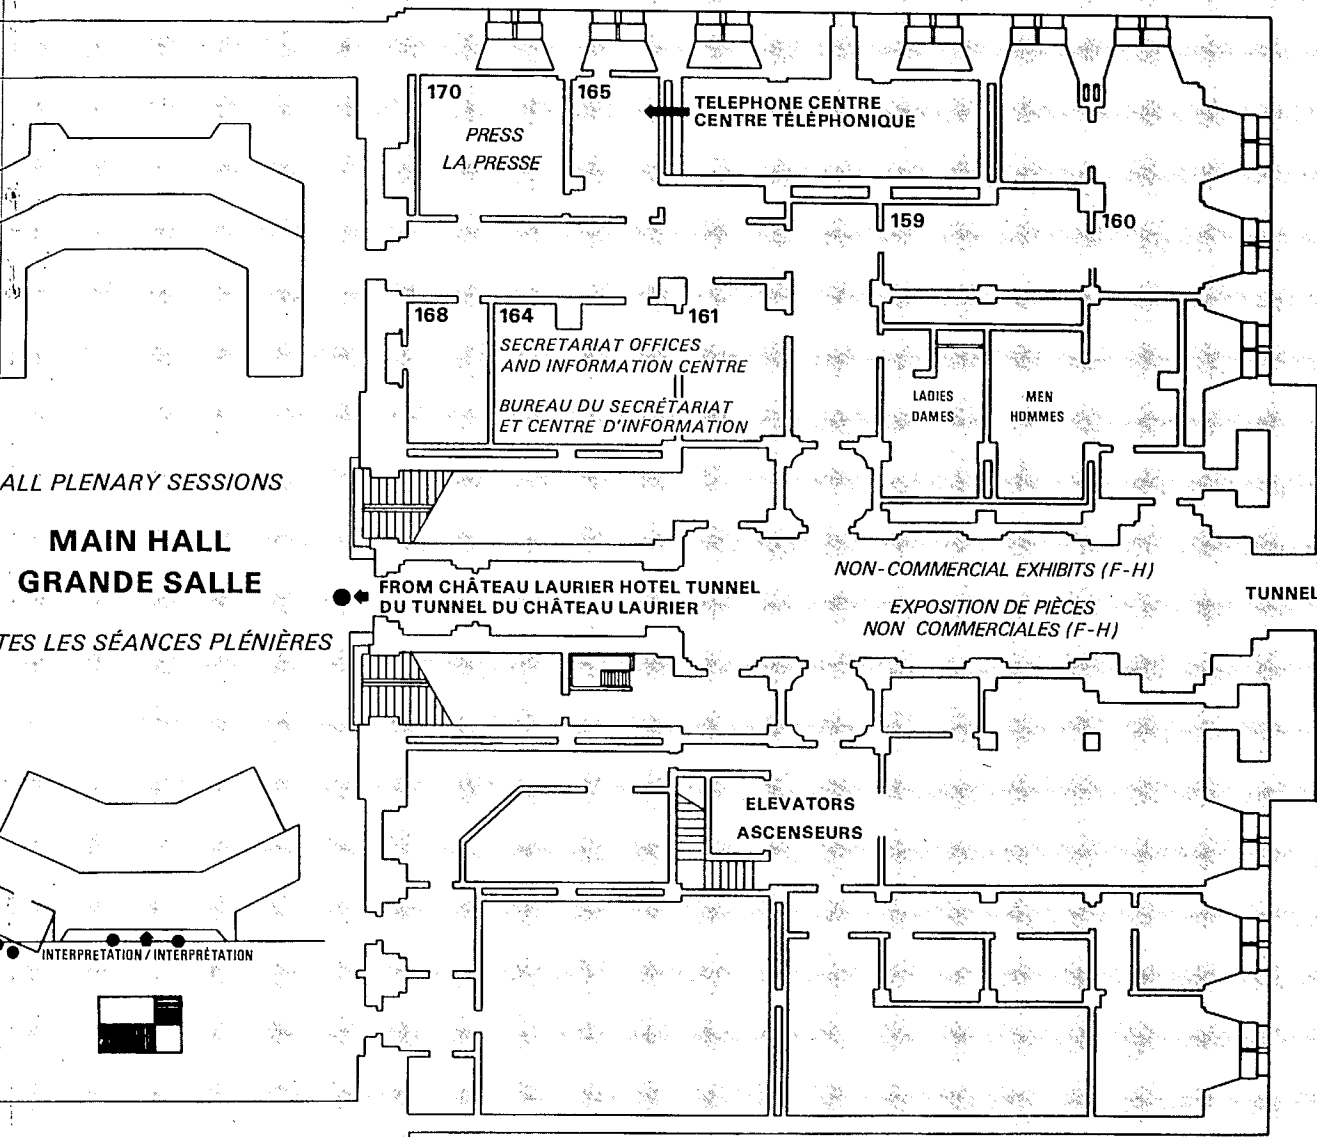 170
PRESS
LA PRESSE
165
TELEPHONE CENTRE
CENTRE TÉLÉPHONIQUE
159
160
168
164
161
SECRETARIAT OFFICES
AND INFORMATION CENTRE
BUREAU DU SECRÉTARIAT
ET CENTRE D'INFORMATION
LADIES
DAMES
MEN
HOMMES
ALL PLENARY SESSIONS
MAIN HALL
GRANDE SALLE
TES LES SÉANCES PLÉNIÈRES
FROM CHÂTEAU LAURIER HOTEL TUNNEL
DU TUNNEL DU CHÂTEAU LAURIER
NON-COMMERCIAL EXHIBITS (F-H)
EXPOSITION DE PIÈCES
NON COMMERCIALES (F-H)
TUNNEL
ELEVATORS
ASCENSEURS
INTERPRETATION / INTERPRÉTATION